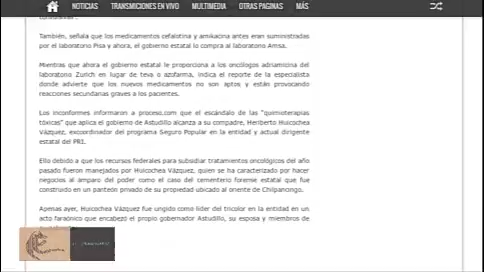 NOTICIAS TRANSMICIONES EN VIVO MULTIMEDIA OTRAS PAGINAS MÁS
También, señala que los medicamentos cefalotina y amikacina antes eran suministradas
por el laboratorio Pisa y ahora, el gobierno estatal lo compra al laboratorio Amsa.
Mientras que ahora el gobierno estatal le proporciona a los oncólogos adriamicina del
laboratorio Zurich en lugar de teva o azofarma, indica el reporte de la especialista
donde advierte que los nuevos medicamentos no son aptos y están provocando
reacciones secundarias graves a los pacientes.
Los inconformes informaron a proceso.com que el escándalo de las "quimioterapias
tóxicas" que aplica el gobierno de Astudillo alcanza a su compadre, Heriberto Huicochea
Vázquez, excoordinador del programa Seguro Popular en la entidad y actual dirigente
estatal del PRI.
Ello debido a que los recursos federales para subsidiar tratamientos oncológicos del año
pasado fueron manejados por Huicochea Vázquez, quien se ha caracterizado por hacer
negocios al amparo del poder como el caso del cementerio forense estatal que fue
construido en un panteón privado de su propiedad ubicado al oriente de Chilpancingo.
Apenas ayer, Huicochea Vázquez fue ungido como líder del tricolor en la entidad en un
acto faraónico que encabezó el propio gobernador Astudillo, su esposa y miembros de